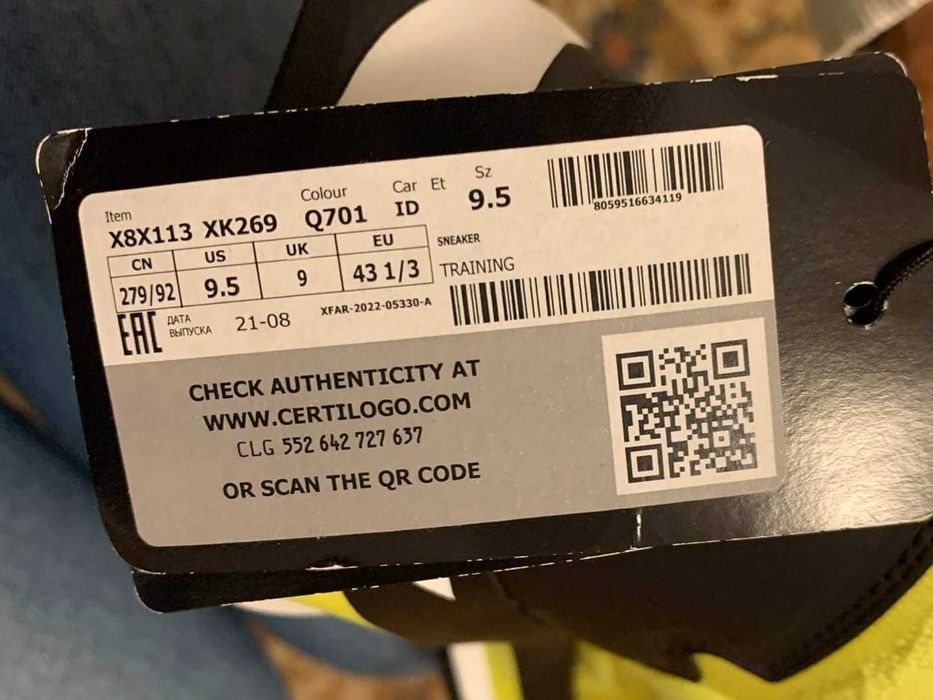 Item Colour Car Et Sz
X8X113 XK269 Q701 ID 9.5
8059516634119
CN US UK EU
279/92 9.5 9 43 1/3
SNEAKER
TRAINING
EAC ДАТА ВЫПУСКА 21-08 XFAR-2022-05330-A
CHECK AUTHENTICITY AT
WWW.CERTILOGO.COM
CLG 552 642 727 637
OR SCAN THE QR CODE